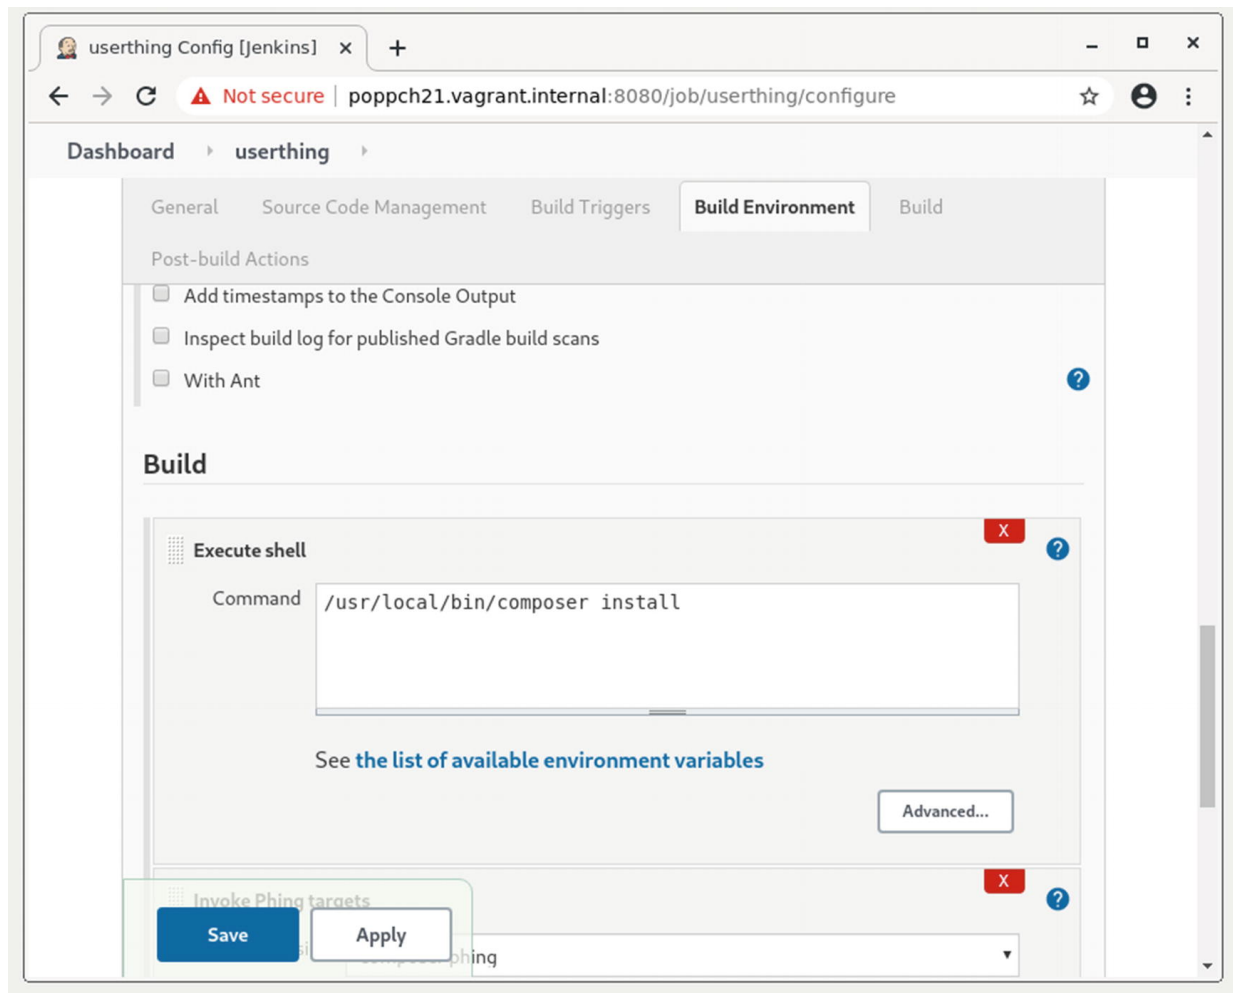 userthing Config [Jenkins]
Not secure | poppch21.vagrant.internal:8080/job/userthing/configure
Dashboard userthing
General Source Code Management Build Triggers Build Environment Build
Post-build Actions
Add timestamps to the Console Output
Inspect build log for published Gradle build scans
With Ant
?
Build
X
Execute shell
?
Command
/usr/local/bin/composer install
See the list of available environment variables
Advanced...
X
Invoke Phing targets
?
Save Apply
phing